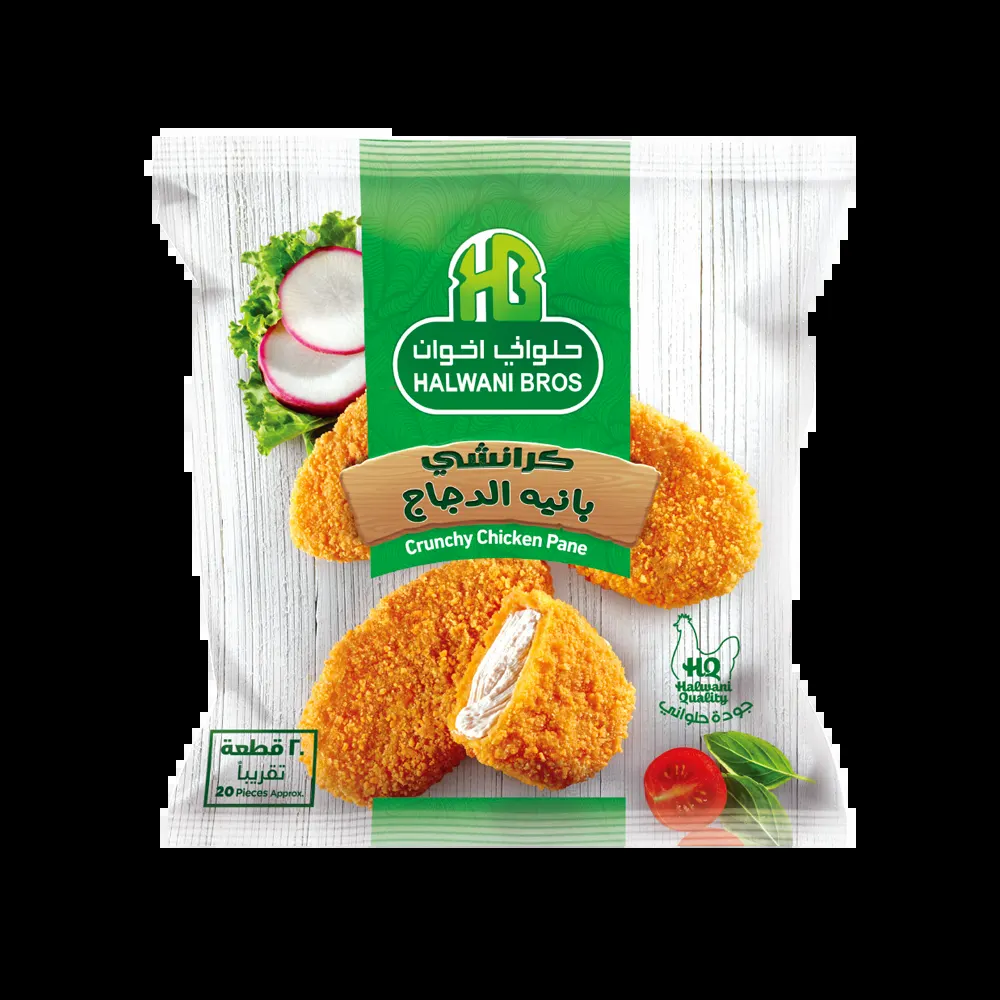 HB
حلواني اخوان
HALWANI BROS
كرانشي
بانيه الدجاج
Crunchy Chicken Pane
HQ
Halwani
Quality
جودة حلواني
٢٠ قطعة
تقريباً
20 Pieces Approx.